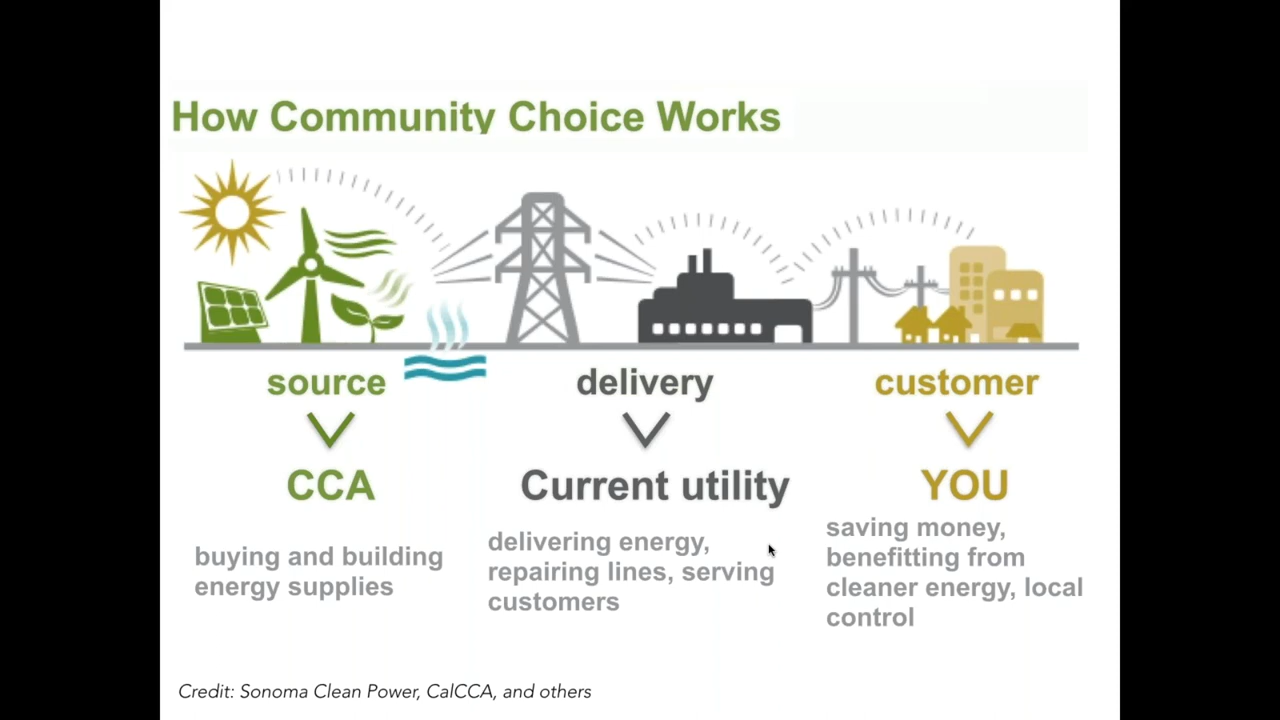 How Community Choice Works
source
delivery
customer
CCA
Current utility
YOU
buying and building
energy supplies
delivering energy,
repairing lines, serving
customers
saving money,
benefitting from
cleaner energy, local
control
Credit: Sonoma Clean Power, CalCCA, and others